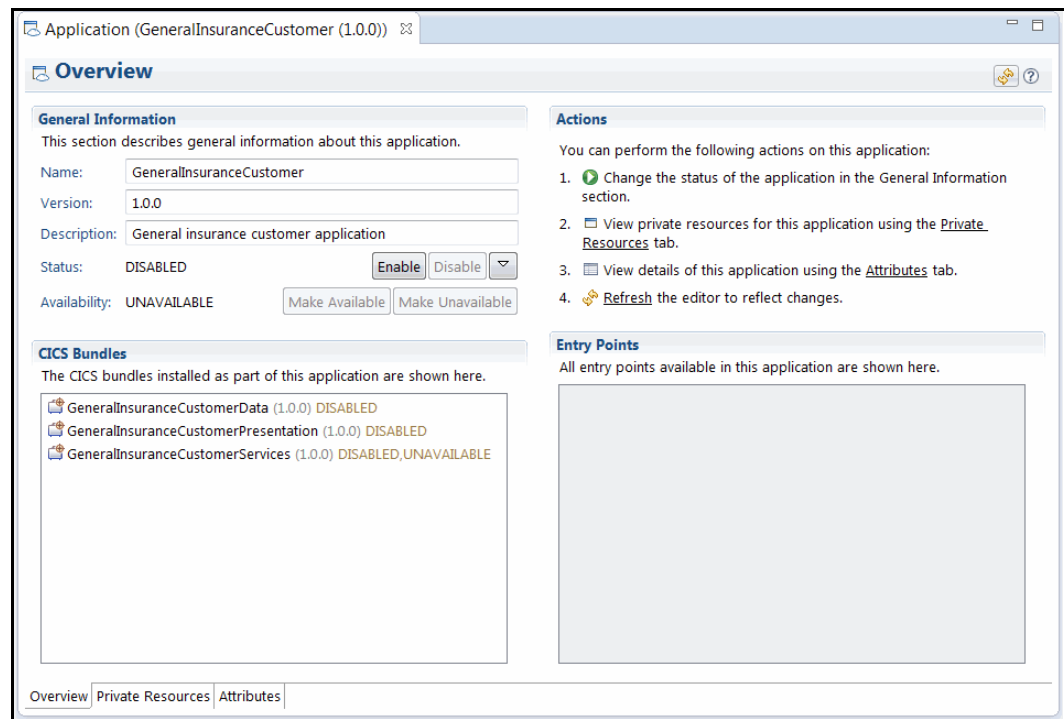 Application (GeneralInsuranceCustomer (1.0.0))
Overview
General Information
This section describes general information about this application.
Name: GeneralInsuranceCustomer
Version: 1.0.0
Description: General insurance customer application
Status: DISABLED Enable Disable
Availability: UNAVAILABLE Make Available Make Unavailable
CICS Bundles
The CICS bundles installed as part of this application are shown here.
GeneralInsuranceCustomerData (1.0.0) DISABLED
GeneralInsuranceCustomerPresentation (1.0.0) DISABLED
GeneralInsuranceCustomerServices (1.0.0) DISABLED,UNAVAILABLE
Actions
You can perform the following actions on this application:
1. Change the status of the application in the General Information
section.
2. View private resources for this application using the Private
Resources tab.
3. View details of this application using the Attributes tab.
4. Refresh the editor to reflect changes.
Entry Points
All entry points available in this application are shown here.
Overview Private Resources Attributes